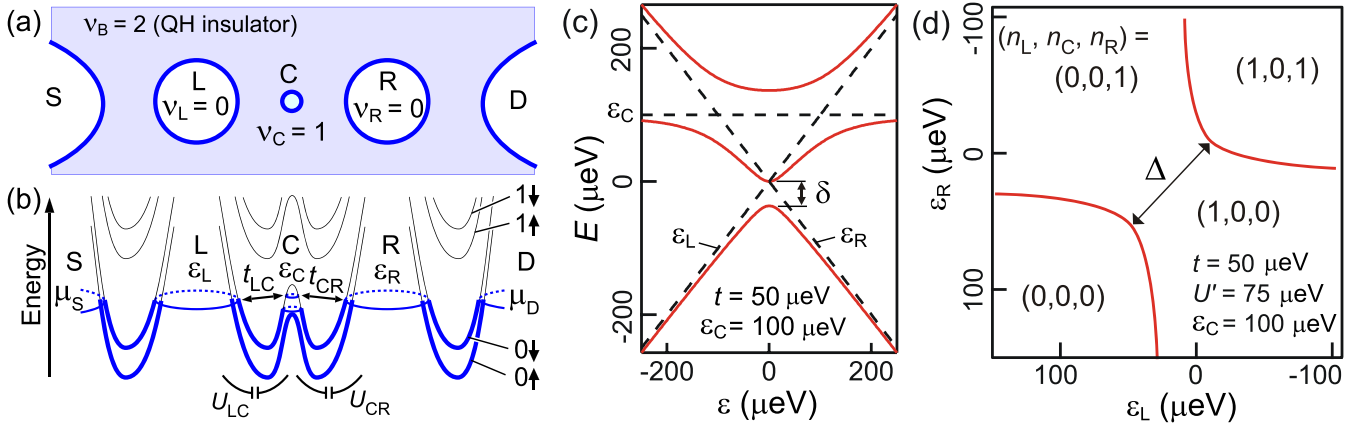 (a)
ν_B = 2 (QH insulator)
S
L
ν_L = 0
C
ν_C = 1
R
ν_R = 0
D
(b)
Energy
S
μ_S
L
ε_L
t_LC
C
ε_C
t_CR
R
ε_R
D
μ_D
1↓
1↑
0↓
0↑
U_LC
U_CR
(c)
E (μeV)
200
ε_C
0
-200
δ
ε_L
ε_R
t = 50 μeV
ε_C = 100 μeV
-200
0
200
ε (μeV)
(d)
ε_R (μeV)
-100
0
100
(n_L, n_C, n_R) =
(0,0,1)
(1,0,1)
Δ
(1,0,0)
(0,0,0)
t = 50 μeV
U' = 75 μeV
ε_C = 100 μeV
100
0
-100
ε_L (μeV)